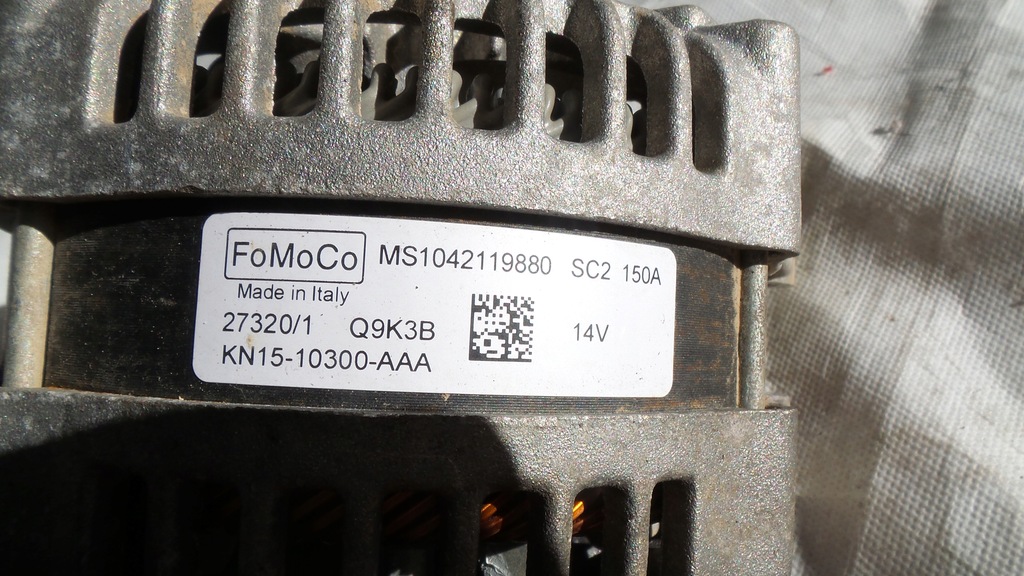 FoMoCo MS1042119880 SC2 150A
Made in Italy
27320/1 Q9K3B 14V
KN15-10300-AAA